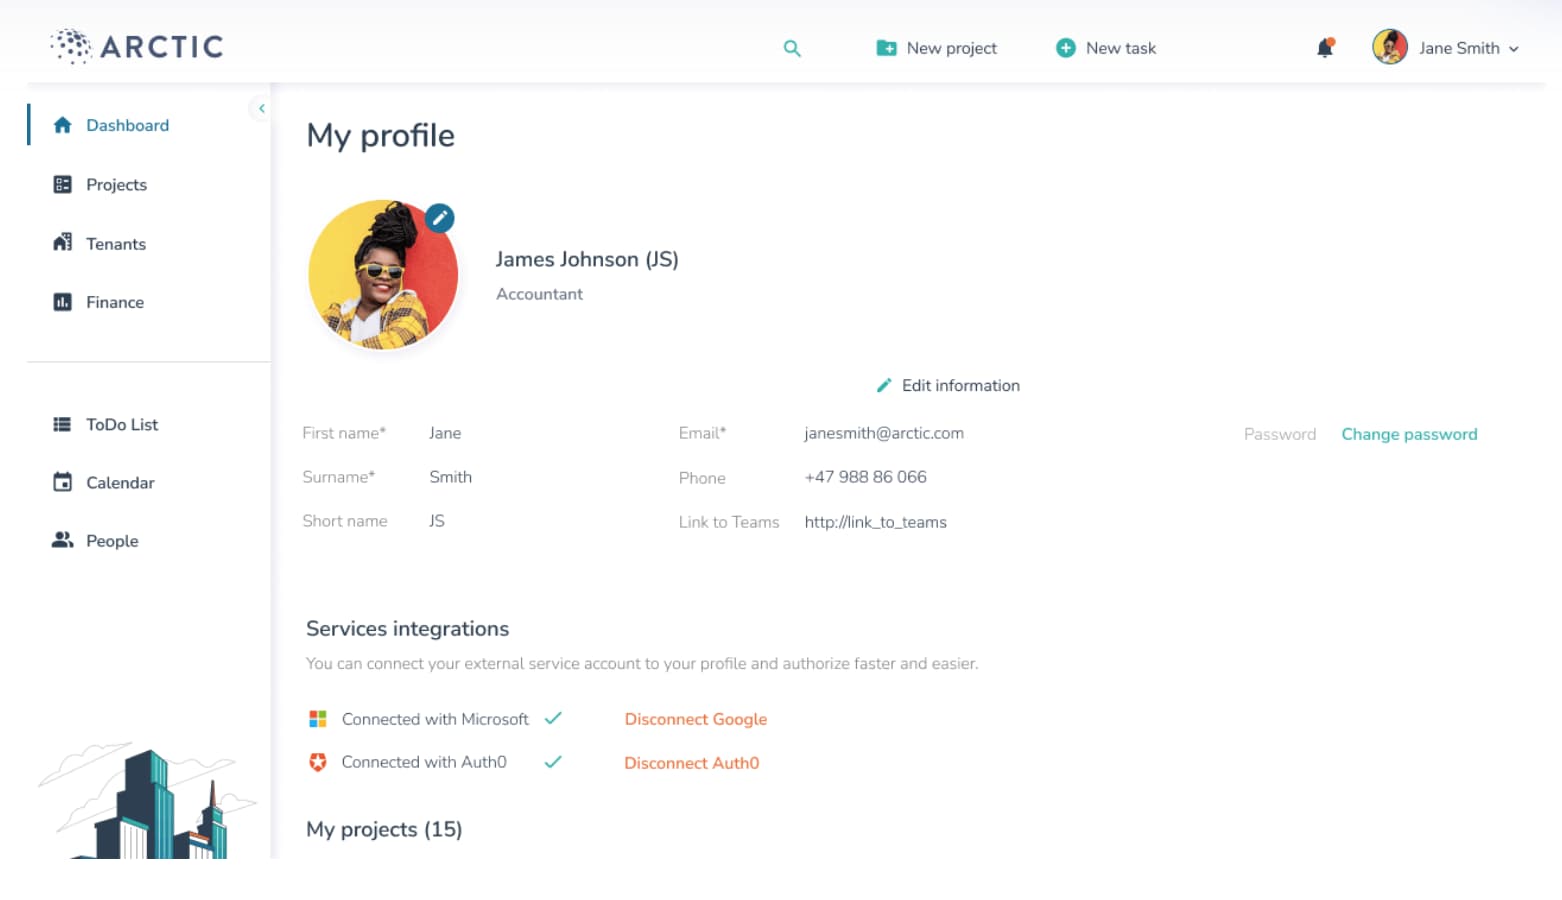 ARCTIC
New project
New task
Jane Smith
Dashboard
Projects
Tenants
Finance
ToDo List
Calendar
People
My profile
James Johnson (JS)
Accountant
Edit information
First name* Jane Email* janesmith@arctic.com Password Change password
Surname* Smith Phone +47 988 86 066
Short name JS Link to Teams http://link_to_teams
Services integrations
You can connect your external service account to your profile and authorize faster and easier.
Connected with Microsoft Disconnect Google
Connected with Auth0 Disconnect Auth0
My projects (15)